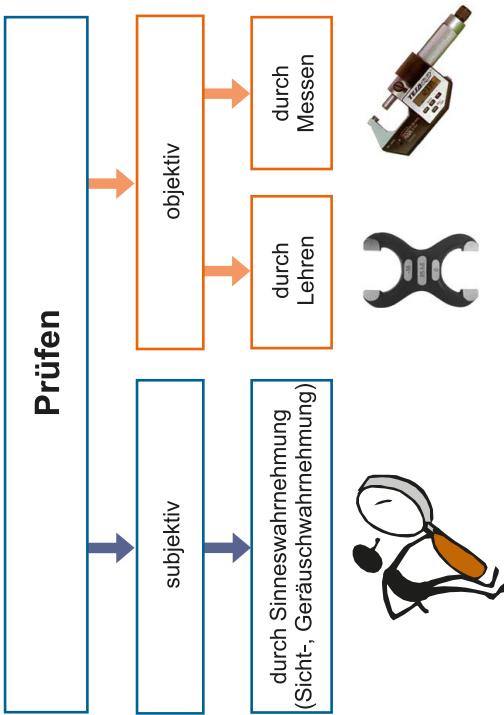 Prüfen
subjektiv
objektiv
durch Sinneswahrnehmung
(Sicht-, Geräuschwahrnehmung)
durch
Lehren
durch
Messen